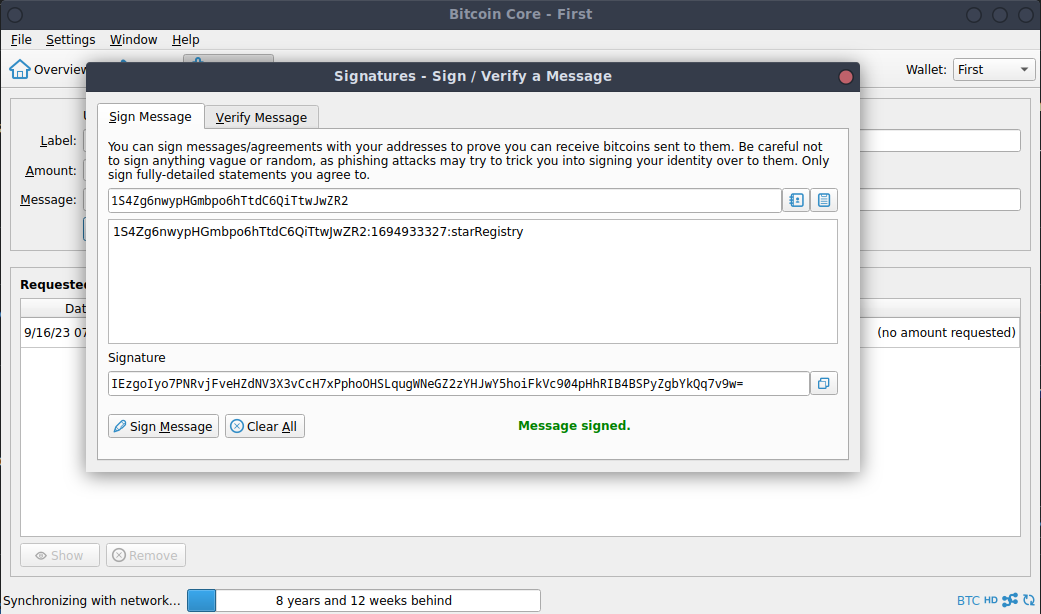 Bitcoin Core - First
File Settings Window Help
Overview
Wallet: First
Signatures - Sign / Verify a Message
Sign Message Verify Message
You can sign messages/agreements with your addresses to prove you can receive bitcoins sent to them. Be careful not
to sign anything vague or random, as phishing attacks may try to trick you into signing your identity over to them. Only
sign fully-detailed statements you agree to.
Label:
Amount:
Message:
1S4Zg6nwypHGmbpo6hTtdC6QiTtwJwZR2
1S4Zg6nwypHGmbpo6hTtdC6QiTtwJwZR2:1694933327:starRegistry
Requested
Dat
9/16/23 07
(no amount requested)
Signature
IEzgoIyo7PNRvjFveHZdNV3X3vCcH7xPphoOHSLqugWNeGZ2zYHJwY5hoiFkVc904pHhRIB4BSPyZgbYkQq7v9w=
Sign Message Clear All
Message signed.
Show Remove
Synchronizing with network...
8 years and 12 weeks behind
BTC HD